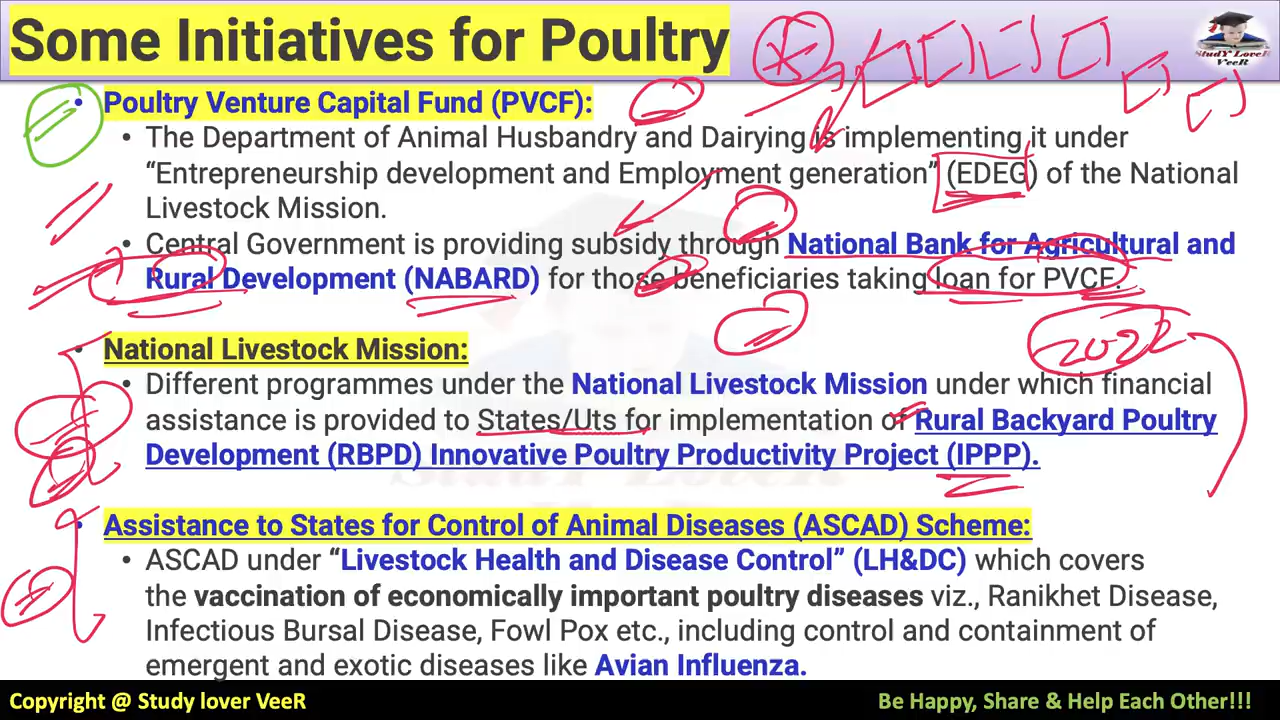 Some Initiatives for Poultry
StudY LoveR
VeeR
• Poultry Venture Capital Fund (PVCF):
• The Department of Animal Husbandry and Dairying is implementing it under
“Entrepreneurship development and Employment generation” (EDEG) of the National
Livestock Mission.
• Central Government is providing subsidy through National Bank for Agricultural and
Rural Development (NABARD) for those beneficiaries taking loan for PVCF.
2022
• National Livestock Mission:
• Different programmes under the National Livestock Mission under which financial
assistance is provided to States/Uts for implementation of Rural Backyard Poultry
Development (RBPD) Innovative Poultry Productivity Project (IPPP).
• Assistance to States for Control of Animal Diseases (ASCAD) Scheme:
• ASCAD under “Livestock Health and Disease Control” (LH&DC) which covers
the vaccination of economically important poultry diseases viz., Ranikhet Disease,
Infectious Bursal Disease, Fowl Pox etc., including control and containment of
emergent and exotic diseases like Avian Influenza.
Copyright @ Study lover VeeR
Be Happy, Share & Help Each Other!!!